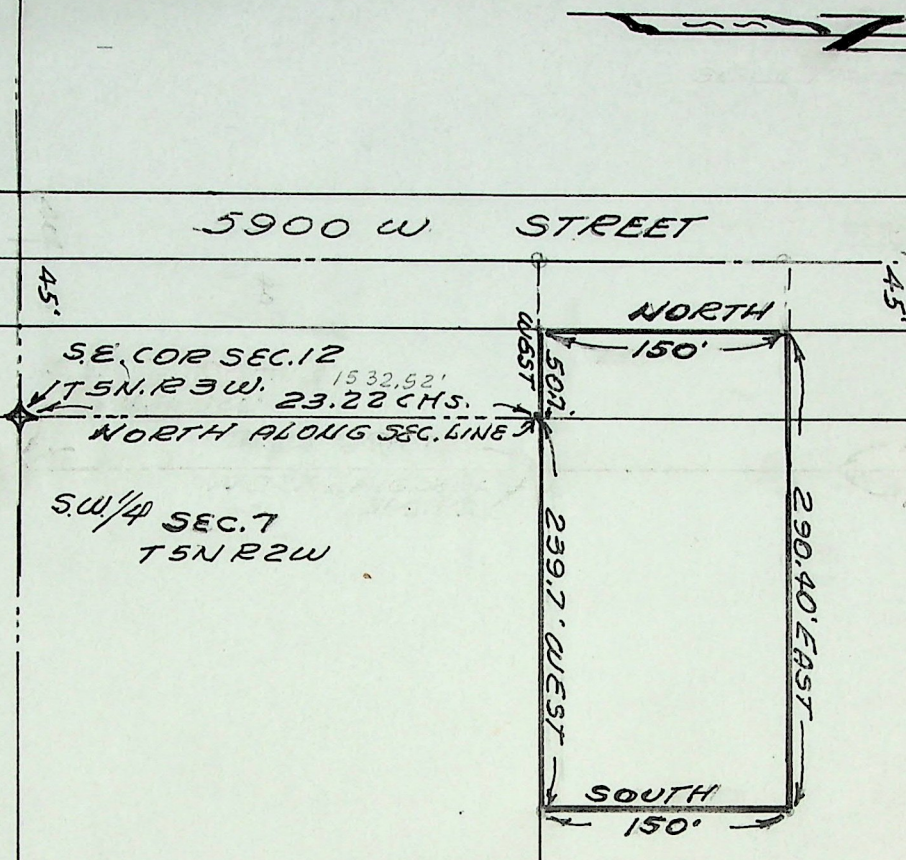 5900 W STREET
45'
45'
NORTH
150'
WEST
50.7'
S.E. COR SEC. 12
T5N. R3W.
1532.52'
23.22 CHS.
NORTH ALONG SEC. LINE
S.W. 1/4 SEC. 7
T5N R2W
239.7' WEST
290.40' EAST
SOUTH
150'